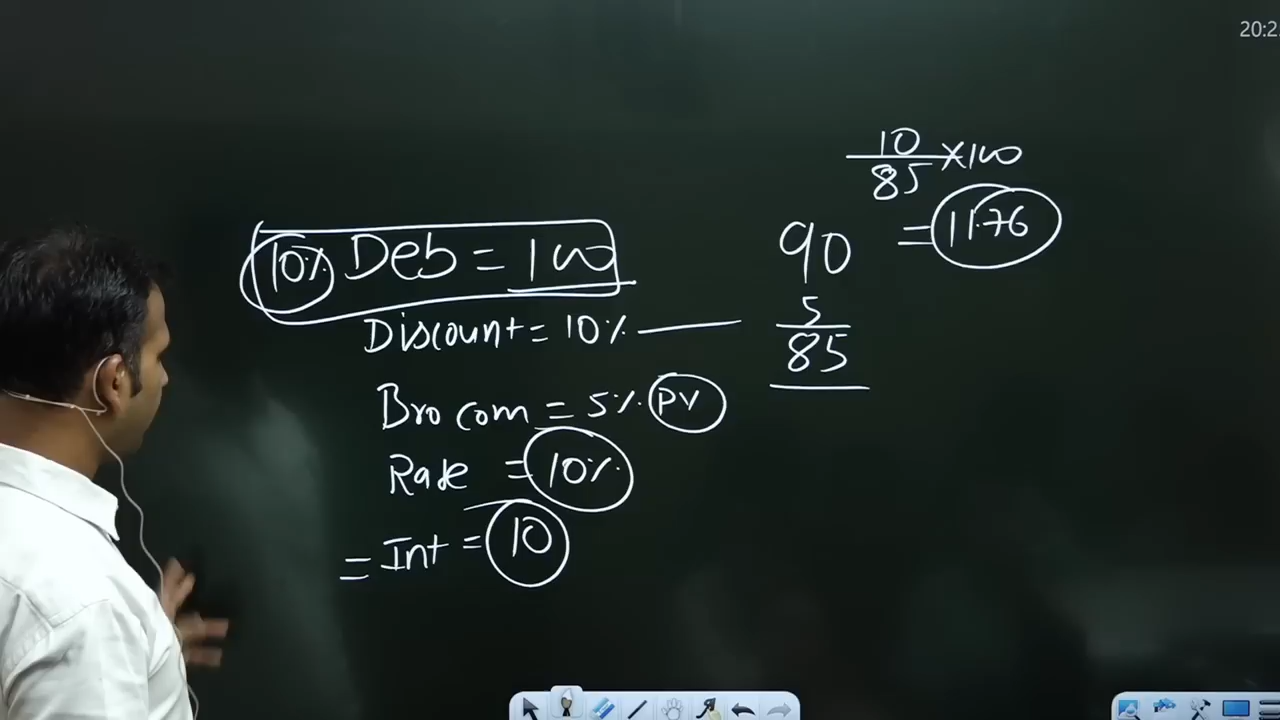 20:2
10
85 ×100
= 11.76
10% Deb = 100
90
5
85
Discount = 10%
Bro com = 5% PV
Rate = 10%
= Int = 10